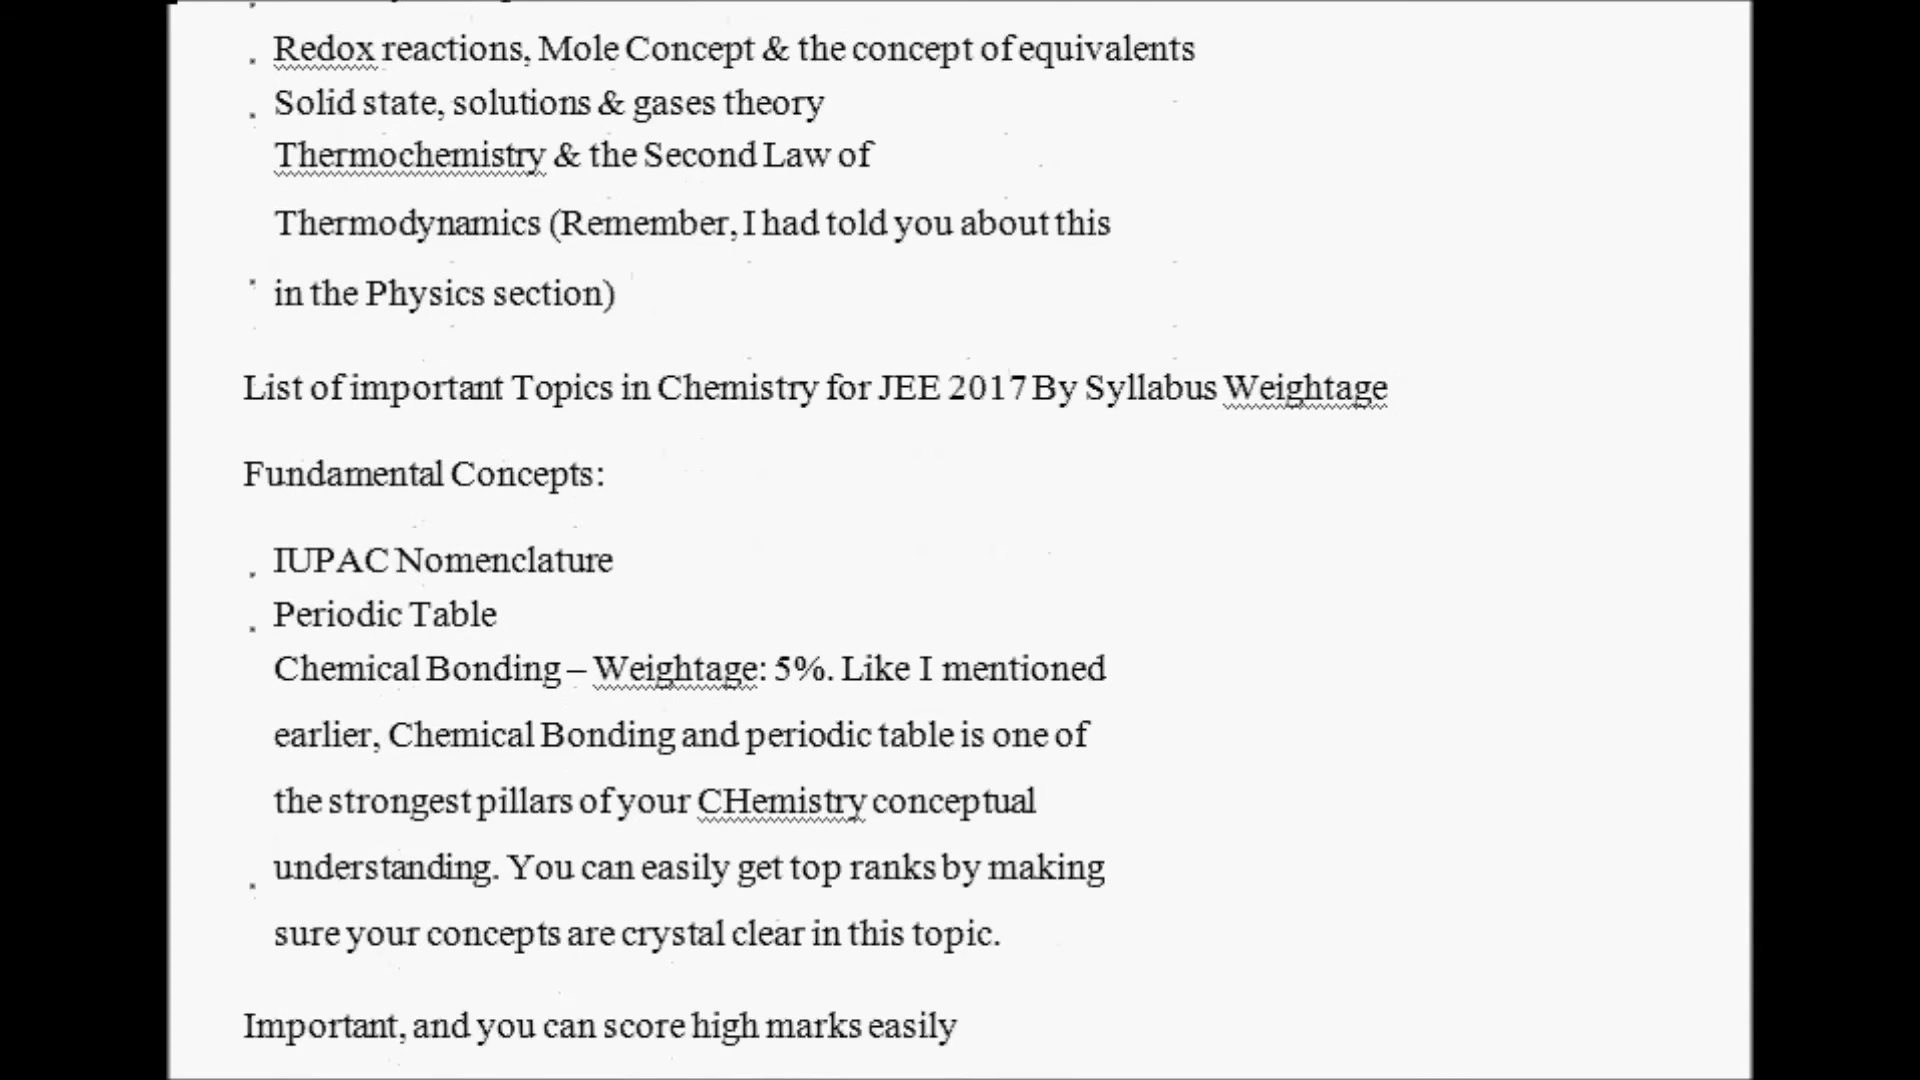 Redox reactions, Mole Concept & the concept of equivalents
Solid state, solutions & gases theory
Thermochemistry & the Second Law of
Thermodynamics (Remember, I had told you about this
in the Physics section)
List of important Topics in Chemistry for JEE 2017 By Syllabus Weightage
Fundamental Concepts:
IUPAC Nomenclature
Periodic Table
Chemical Bonding – Weightage: 5%. Like I mentioned
earlier, Chemical Bonding and periodic table is one of
the strongest pillars of your CHemistry conceptual
understanding. You can easily get top ranks by making
sure your concepts are crystal clear in this topic.
Important, and you can score high marks easily